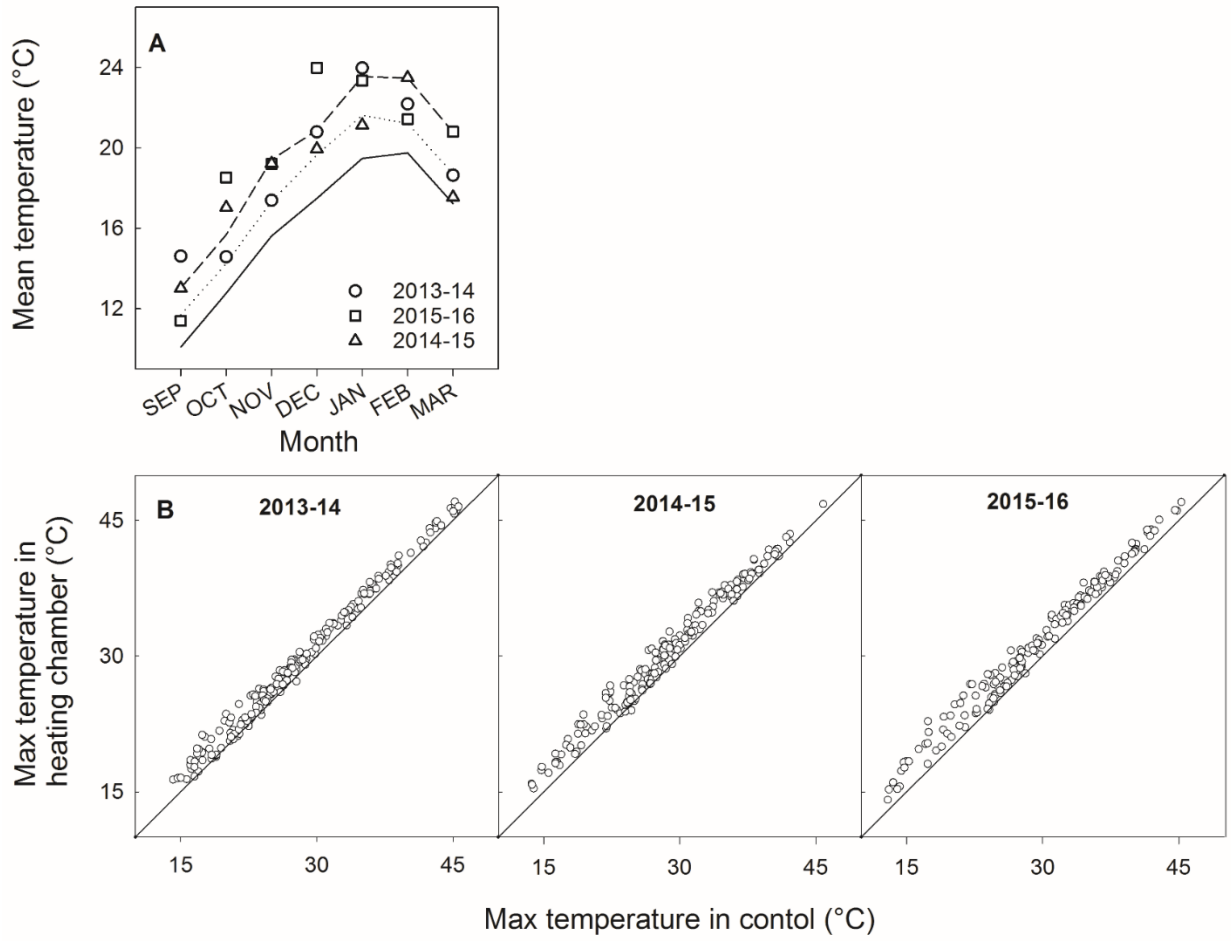 A
Mean temperature (°C)
24
20
16
12
2013-14
2015-16
2014-15
SEP
OCT
NOV
DEC
JAN
FEB
MAR
Month
B
2013-14
2014-15
2015-16
Max temperature in
heating chamber (°C)
45
30
15
15
30
45
15
30
45
15
30
45
Max temperature in contol (°C)